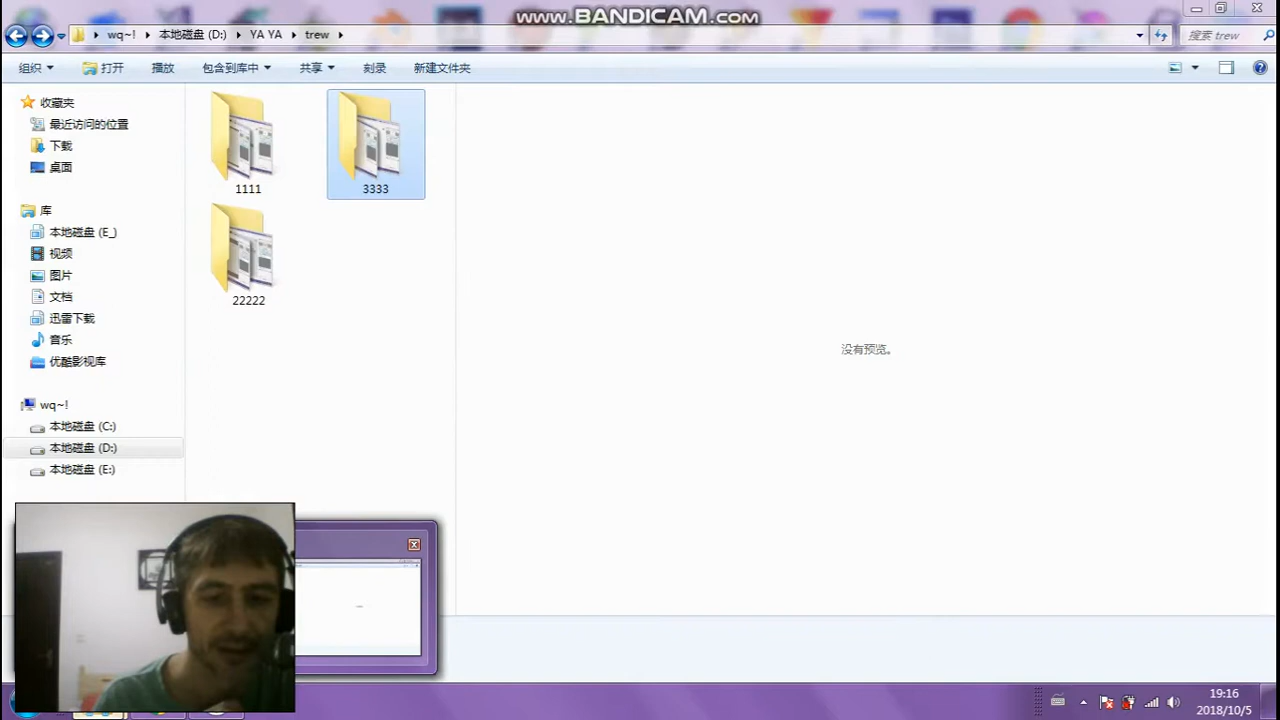 www.BANDICAM.com
wq~! 本地磁盘 (D:) YA YA trew 搜索 trew
组织 打开 播放 包含到库中 共享 刻录 新建文件夹
收藏夹
最近访问的位置
下载
桌面
库
本地磁盘 (E_)
视频
图片
文档
迅雷下载
音乐
优酷影视库
wq~!
本地磁盘 (C:)
本地磁盘 (D:)
本地磁盘 (E:)
1111
3333
22222
没有预览。
19:16
2018/10/5